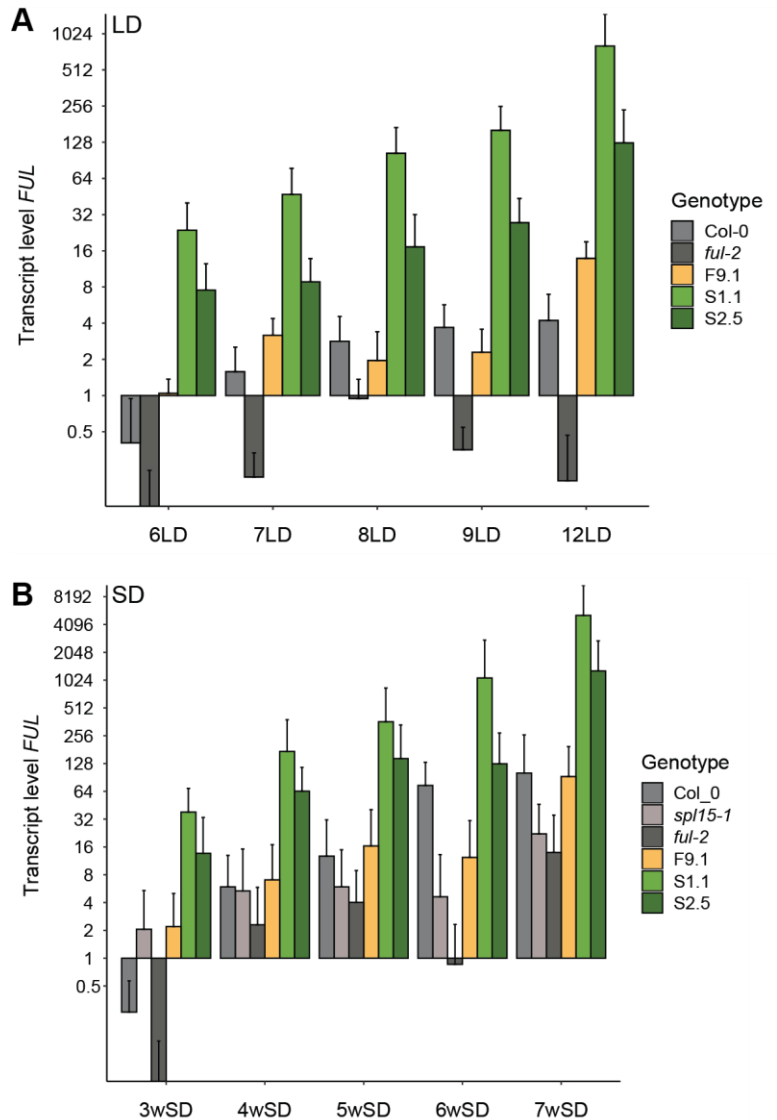 A
LD
1024
512
256
128
64
32
16
8
4
2
1
0.5
Transcript level FUL
6LD 7LD 8LD 9LD 12LD
Genotype
Col-0
ful-2
F9.1
S1.1
S2.5
B
SD
8192
4096
2048
1024
512
256
128
64
32
16
8
4
2
1
0.5
Transcript level FUL
3wSD 4wSD 5wSD 6wSD 7wSD
Genotype
Col_0
spl15-1
ful-2
F9.1
S1.1
S2.5